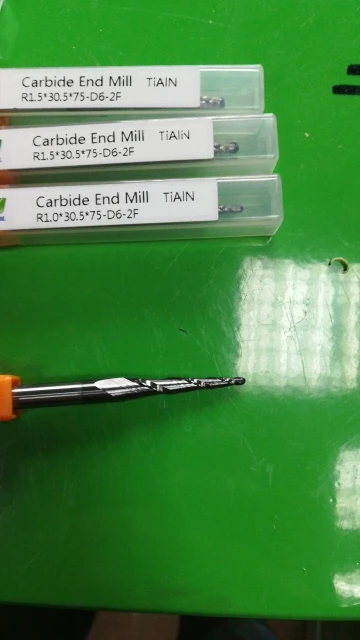 Carbide End Mill TiAlN
R1.5*30.5*75-D6-2F
Carbide End Mill TiAlN
R1.5*30.5*75-D6-2F
Carbide End Mill TiAlN
R1.0*30.5*75-D6-2F